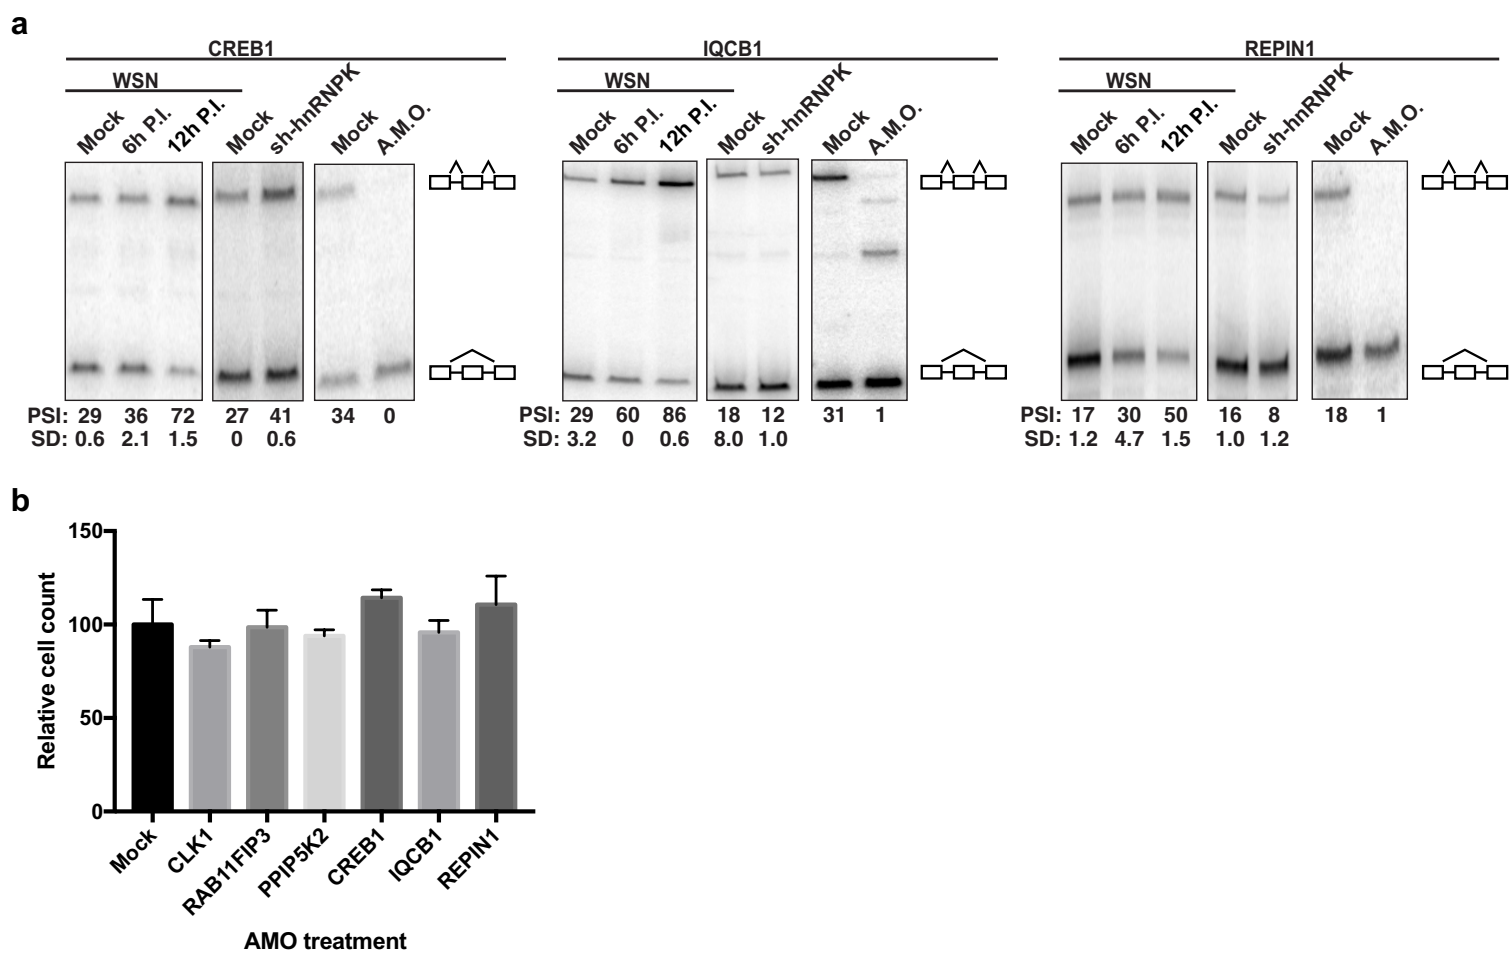 a
CREB1 IQCB1 REPIN1
WSN WSN WSN
Mock 6h P.I. 12h P.I. Mock sh-hnRNPK Mock A.M.O. Mock 6h P.I. 12h P.I. Mock sh-hnRNPK Mock A.M.O. Mock 6h P.I. 12h P.I. Mock sh-hnRNPK Mock A.M.O.
PSI: 29 36 72 27 41 34 0 PSI: 29 60 86 18 12 31 1 PSI: 17 30 50 16 8 18 1
SD: 0.6 2.1 1.5 0 0.6 SD: 3.2 0 0.6 8.0 1.0 SD: 1.2 4.7 1.5 1.0 1.2
b
150
100
50
0
Relative cell count
Mock CLK1 RAB11FIP3 PPIP5K2 CREB1 IQCB1 REPIN1
AMO treatment